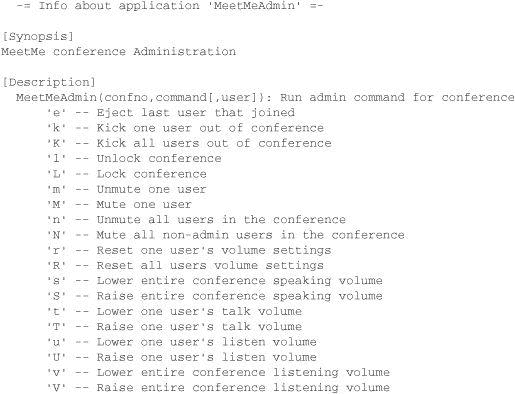 -= Info about application 'MeetMeAdmin' =-
[Synopsis]
MeetMe conference Administration
[Description]
MeetMeAdmin(confno,command[,user]): Run admin command for conference
'e' -- Eject last user that joined
'k' -- Kick one user out of conference
'K' -- Kick all users out of conference
'l' -- Unlock conference
'L' -- Lock conference
'm' -- Unmute one user
'M' -- Mute one user
'n' -- Unmute all users in the conference
'N' -- Mute all non-admin users in the conference
'r' -- Reset one user's volume settings
'R' -- Reset all users volume settings
's' -- Lower entire conference speaking volume
'S' -- Raise entire conference speaking volume
't' -- Lower one user's talk volume
'T' -- Raise one user's talk volume
'u' -- Lower one user's listen volume
'U' -- Raise one user's listen volume
'v' -- Lower entire conference listening volume
'V' -- Raise entire conference listening volume